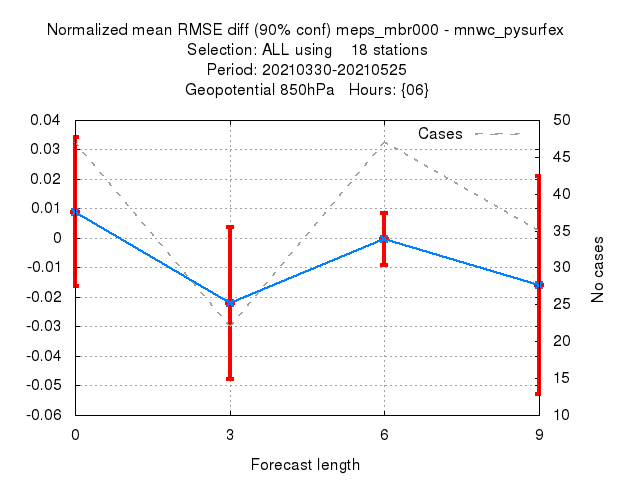 Normalized mean RMSE diff (90% conf) meps_mbr000 - mnwc_pysurfex
Selection: ALL using    18 stations
Period: 20210330-20210525
Geopotential 850hPa   Hours: {06}
0.04
0.03
0.02
0.01
0
-0.01
-0.02
-0.03
-0.04
-0.05
-0.06
Cases
50
45
40
35
30
25
20
15
10
No cases
0 3 6 9
Forecast length